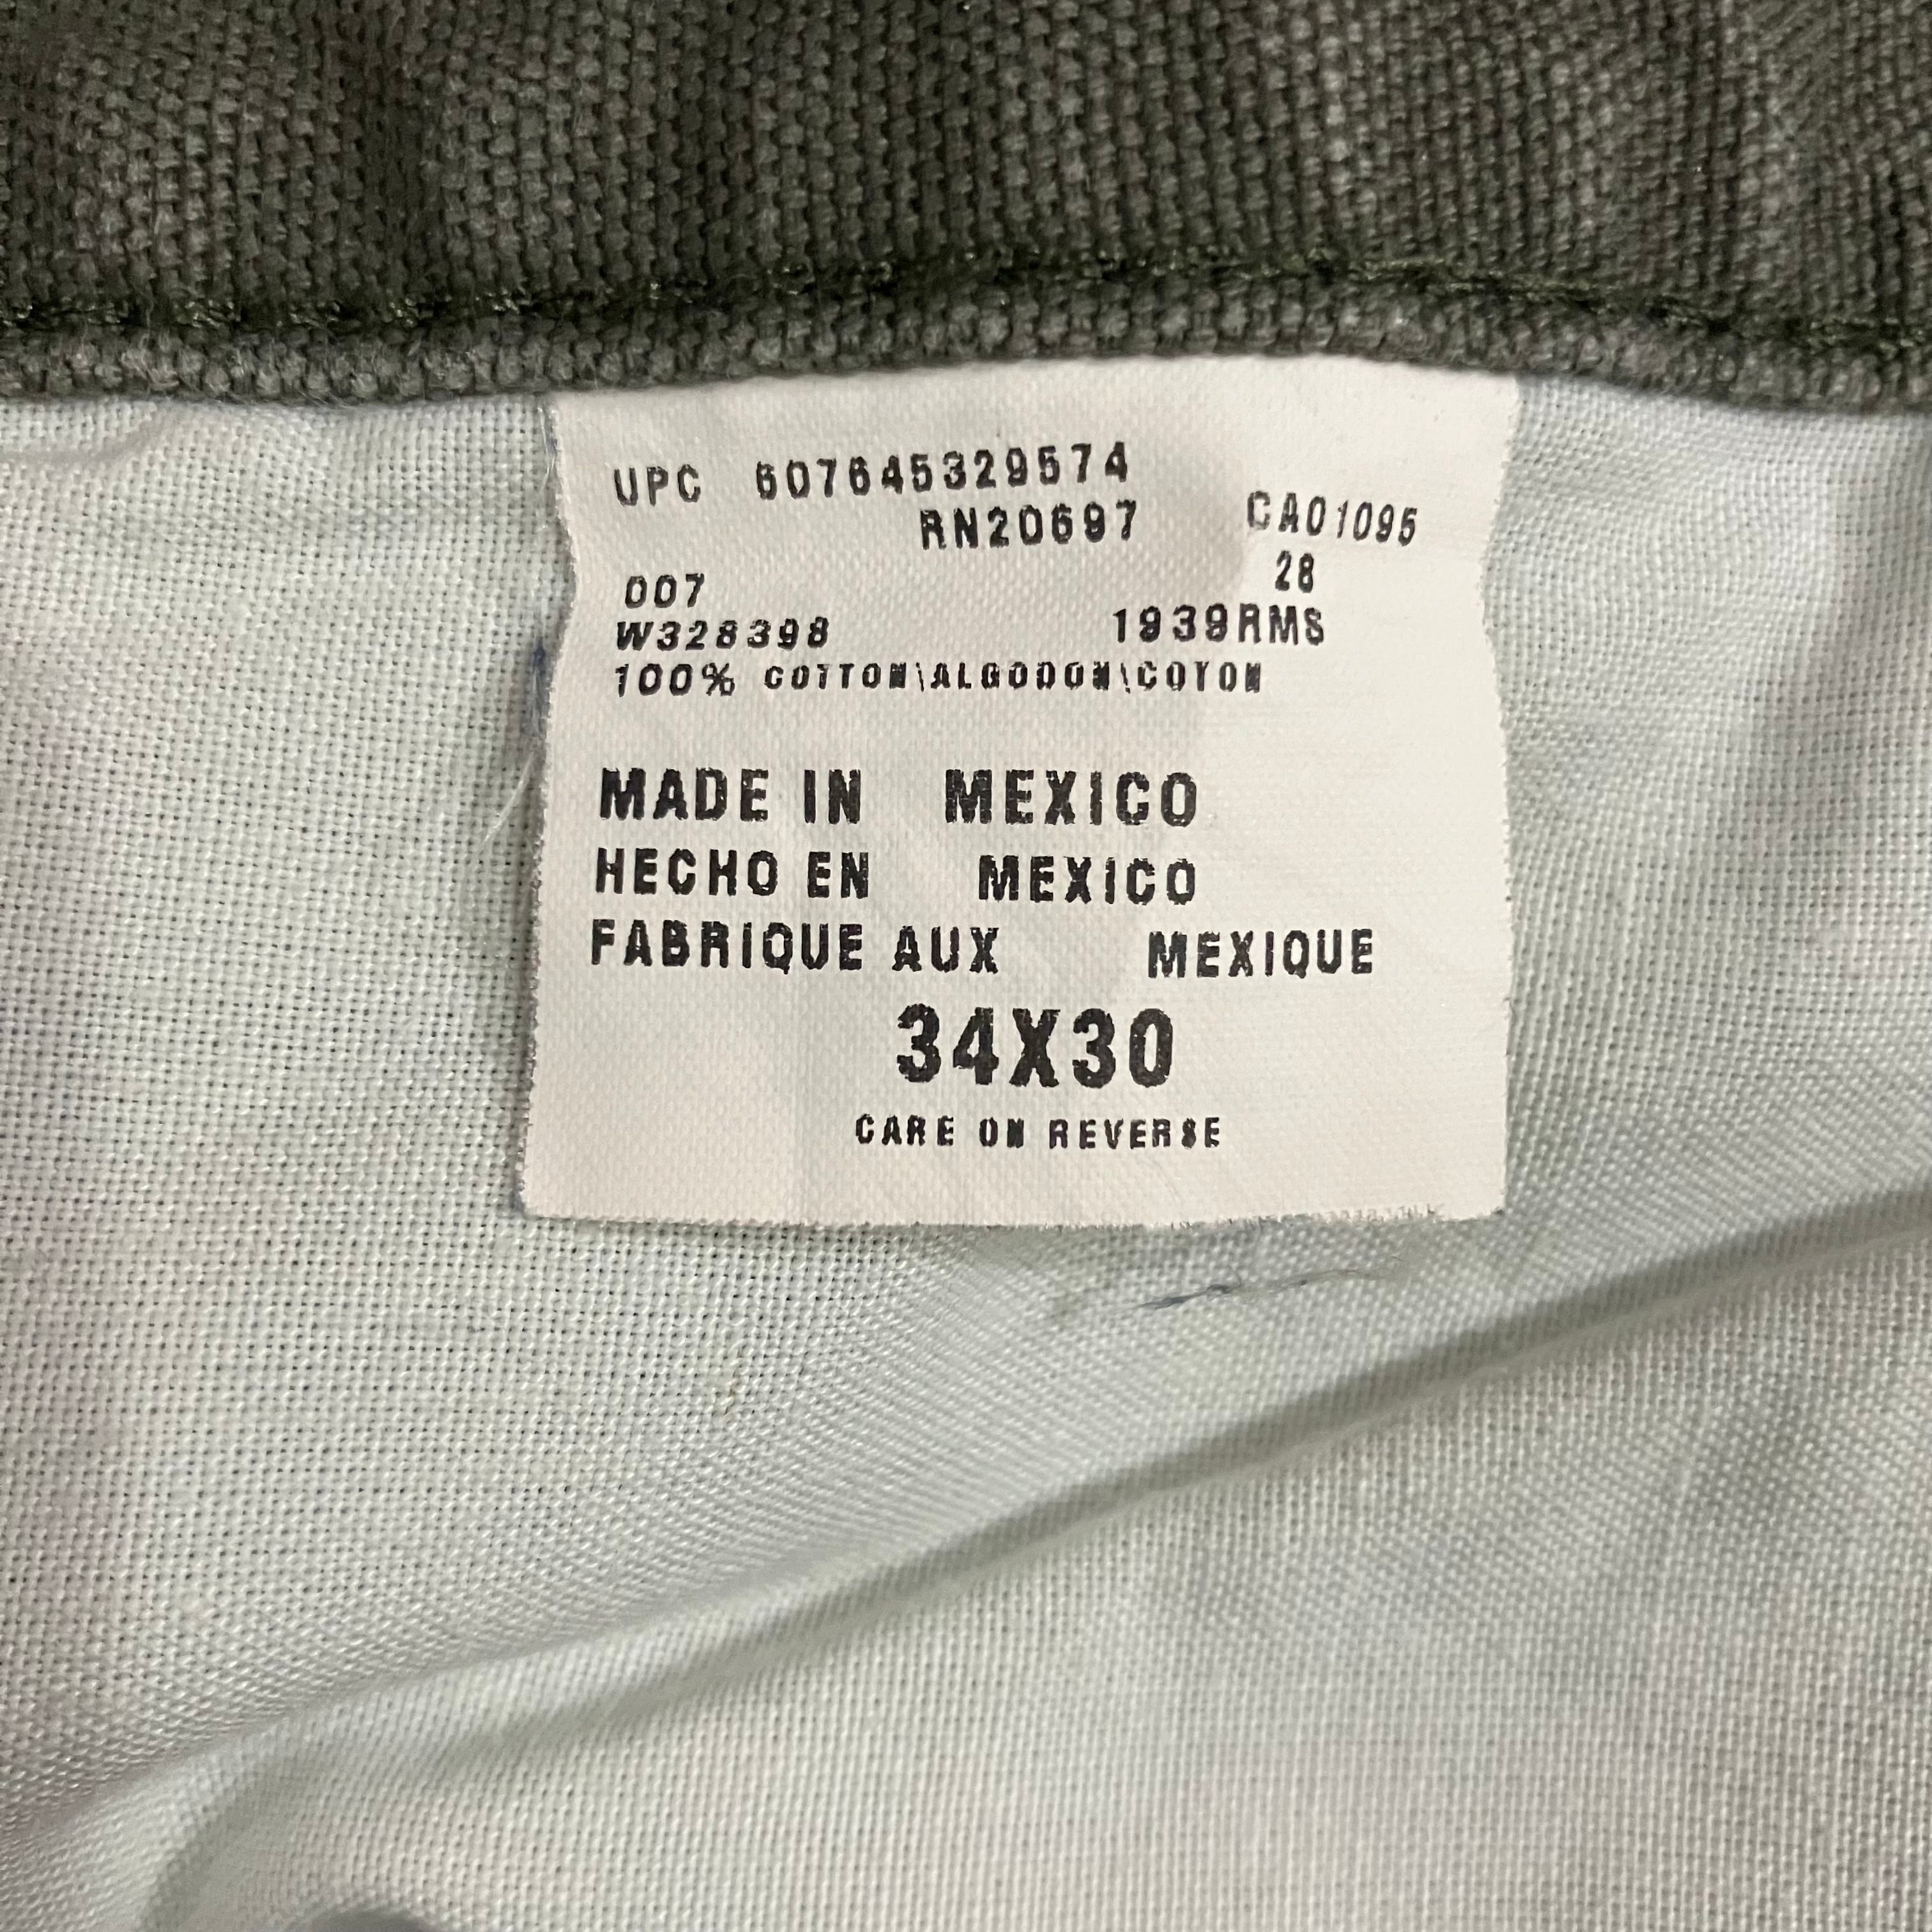 UPC 607645329574
RN20697 CA01095
007 28
W328398 1939RMS
100% COTTON\ALGODON\COYON
MADE IN MEXICO
HECHO EN MEXICO
FABRIQUE AUX MEXIQUE
34X30
CARE ON REVERSE